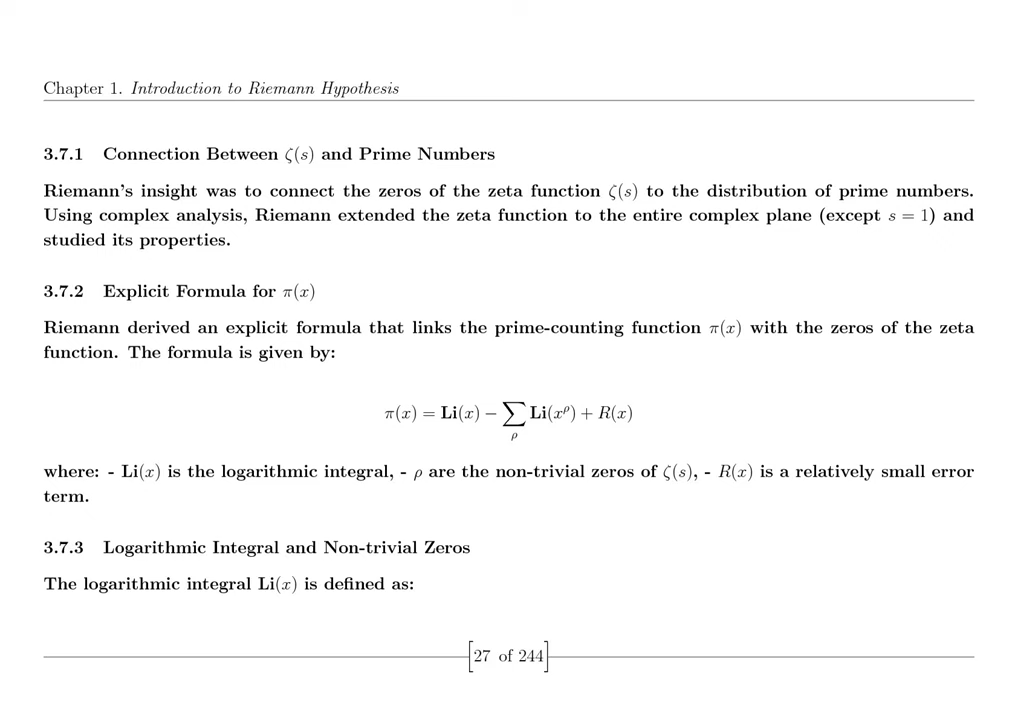 Chapter 1. Introduction to Riemann Hypothesis
3.7.1 Connection Between ζ(s) and Prime Numbers
Riemann's insight was to connect the zeros of the zeta function ζ(s) to the distribution of prime numbers.
Using complex analysis, Riemann extended the zeta function to the entire complex plane (except s = 1) and
studied its properties.
3.7.2 Explicit Formula for π(x)
Riemann derived an explicit formula that links the prime-counting function π(x) with the zeros of the zeta
function. The formula is given by:
π(x) = Li(x) − ∑ Li(x^ρ) + R(x)
ρ
where: - Li(x) is the logarithmic integral, - ρ are the non-trivial zeros of ζ(s), - R(x) is a relatively small error
term.
3.7.3 Logarithmic Integral and Non-trivial Zeros
The logarithmic integral Li(x) is defined as:
[27 of 244]